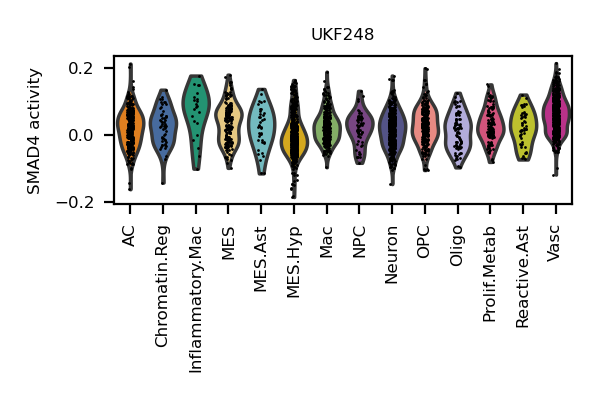 UKF248
SMAD4 activity
0.2
0.0
−0.2
AC
Chromatin.Reg
Inflammatory.Mac
MES
MES.Ast
MES.Hyp
Mac
NPC
Neuron
OPC
Oligo
Prolif.Metab
Reactive.Ast
Vasc